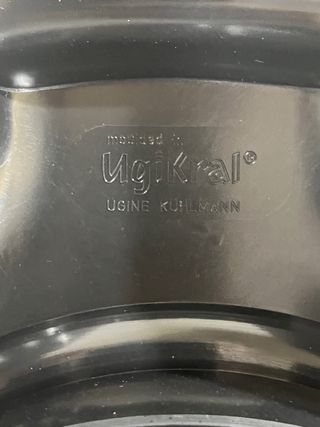 moulded in
UgiKral®
UGINE KUHLMANN